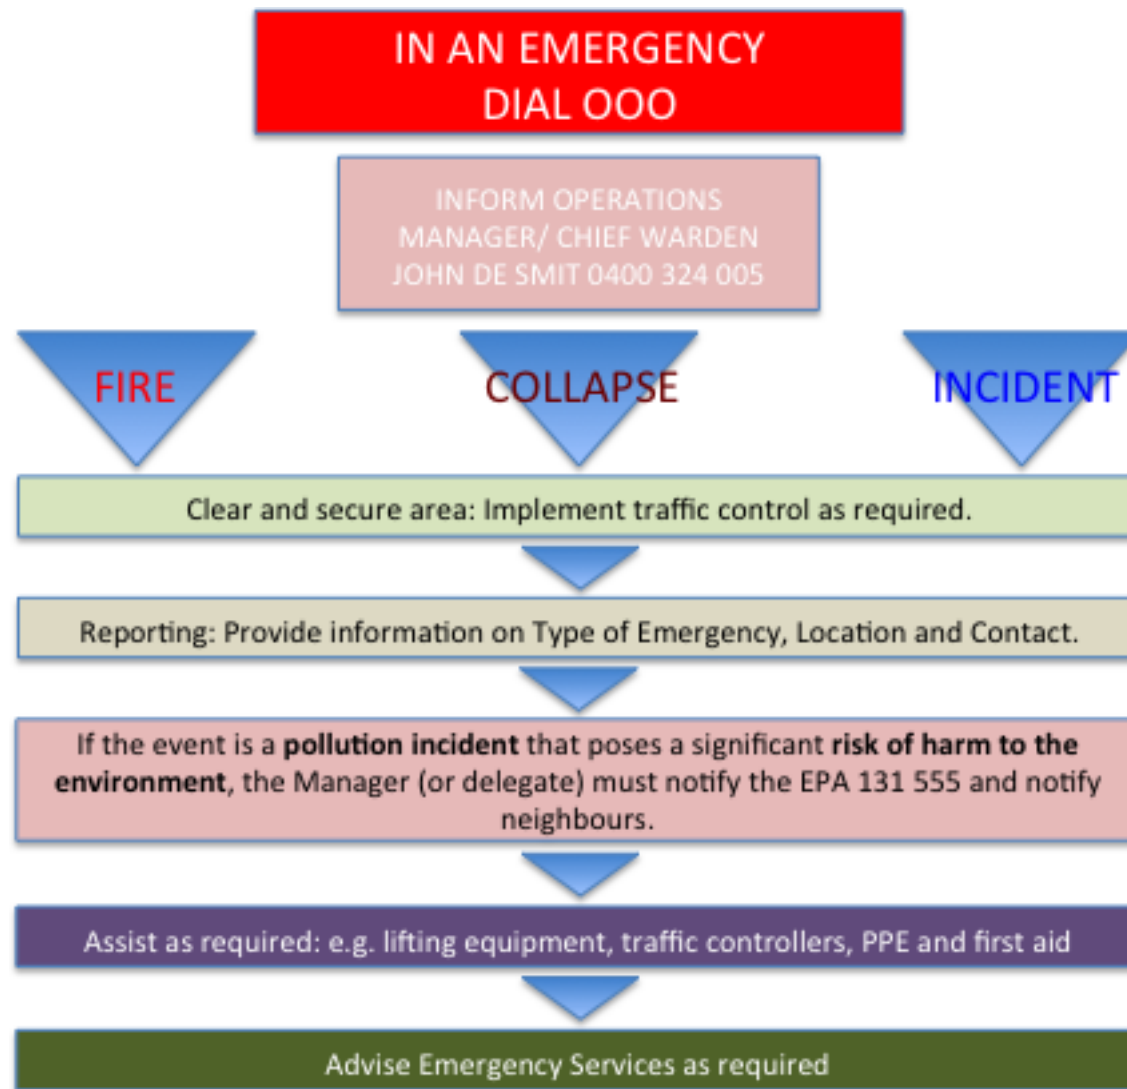 IN AN EMERGENCY
DIAL OOO
INFORM OPERATIONS
MANAGER/ CHIEF WARDEN
JOHN DE SMIT 0400 324 005
FIRE
COLLAPSE
INCIDENT
Clear and secure area: Implement traffic control as required.
Reporting: Provide information on Type of Emergency, Location and Contact.
If the event is a pollution incident that poses a significant risk of harm to the
environment, the Manager (or delegate) must notify the EPA 131 555 and notify
neighbours.
Assist as required: e.g. lifting equipment, traffic controllers, PPE and first aid
Advise Emergency Services as required